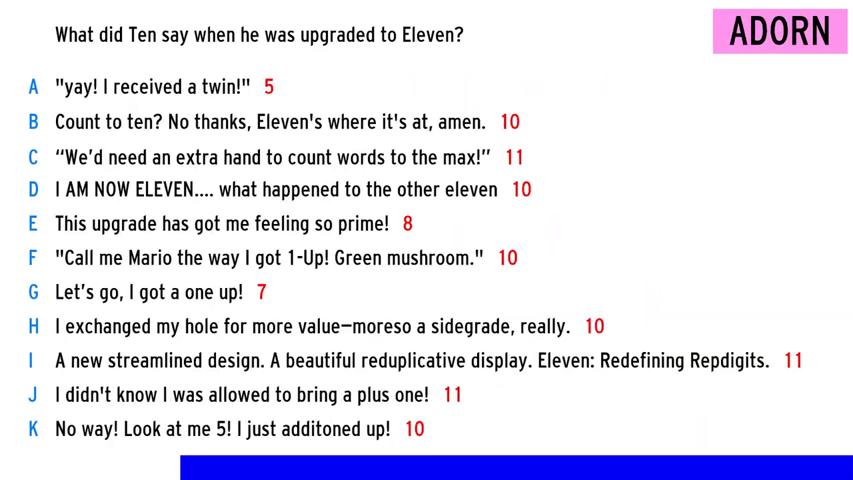 What did Ten say when he was upgraded to Eleven?
ADORN
A "yay! I received a twin!" 5
B Count to ten? No thanks, Eleven's where it's at, amen. 10
C “We’d need an extra hand to count words to the max!” 11
D I AM NOW ELEVEN.... what happened to the other eleven 10
E This upgrade has got me feeling so prime! 8
F "Call me Mario the way I got 1-Up! Green mushroom." 10
G Let’s go, I got a one up! 7
H I exchanged my hole for more value—moreso a sidegrade, really. 10
I A new streamlined design. A beautiful reduplicative display. Eleven: Redefining Repdigits. 11
J I didn't know I was allowed to bring a plus one! 11
K No way! Look at me 5! I just additoned up! 10